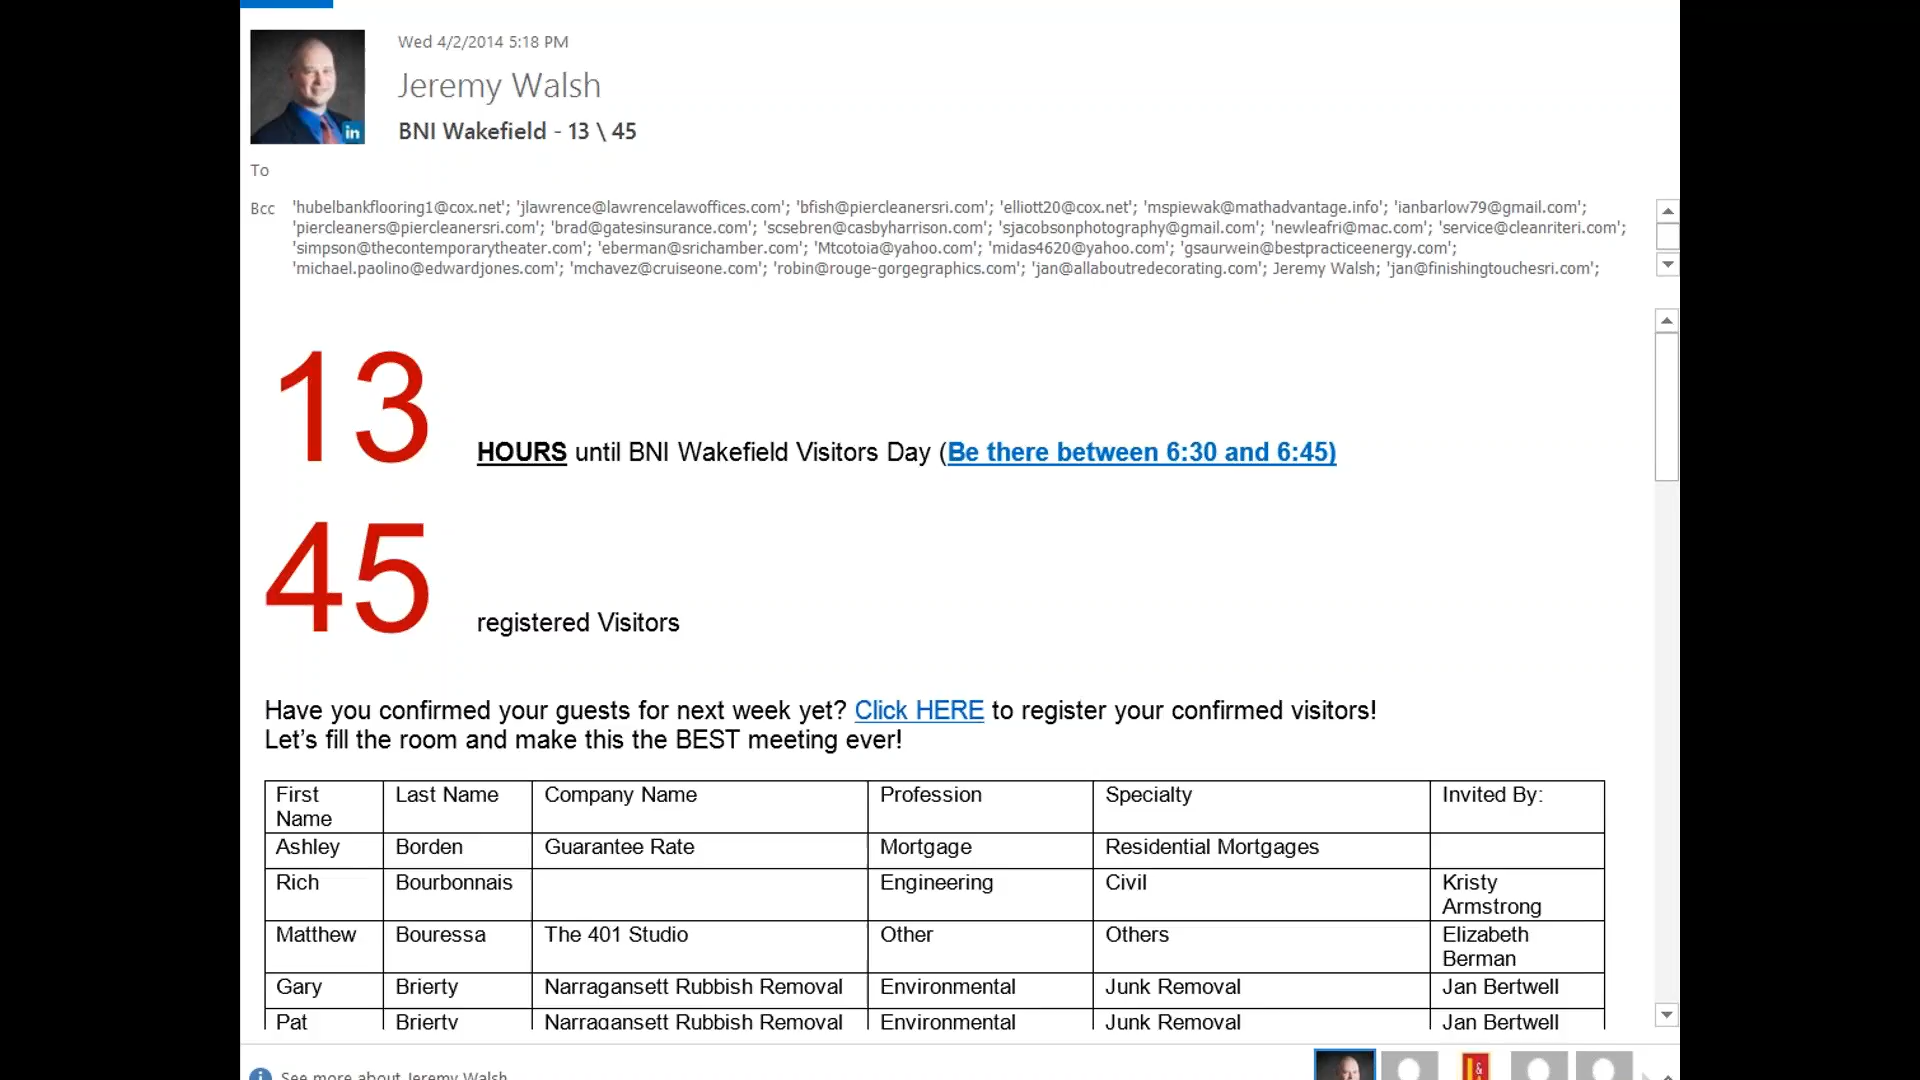 Wed 4/2/2014 5:18 PM
Jeremy Walsh
in
BNI Wakefield - 13 \ 45
To
Bcc 'hubelbankflooring1@cox.net'; 'jlawrence@lawrencelawoffices.com'; 'bfish@piercleanersri.com'; 'elliott20@cox.net'; 'mspiewak@mathadvantage.info'; 'ianbarlow79@gmail.com';
'piercleaners@piercleanersri.com'; 'brad@gatesinsurance.com'; 'scsebren@casbyharrison.com'; 'sjacobsonphotography@gmail.com'; 'newleafri@mac.com'; 'service@cleanriteri.com';
'simpson@thecontemporarytheater.com'; 'eberman@srichamber.com'; 'Mtcotoia@yahoo.com'; 'midas4620@yahoo.com'; 'gsaurwein@bestpracticeenergy.com';
'michael.paolino@edwardjones.com'; 'mchavez@cruiseone.com'; 'robin@rouge-gorgegraphics.com'; 'jan@allaboutredecorating.com'; Jeremy Walsh; 'jan@finishingtouchesri.com';
13 HOURS until BNI Wakefield Visitors Day (Be there between 6:30 and 6:45)
45 registered Visitors
Have you confirmed your guests for next week yet? Click HERE to register your confirmed visitors!
Let's fill the room and make this the BEST meeting ever!
First Name Last Name Company Name Profession Specialty Invited By:
Ashley Borden Guarantee Rate Mortgage Residential Mortgages
Rich Bourbonnais Engineering Civil Kristy Armstrong
Matthew Bouressa The 401 Studio Other Others Elizabeth Berman
Gary Brierty Narragansett Rubbish Removal Environmental Junk Removal Jan Bertwell
Pat Brierty Narragansett Rubbish Removal Environmental Junk Removal Jan Bertwell
See more about Jeremy Walsh